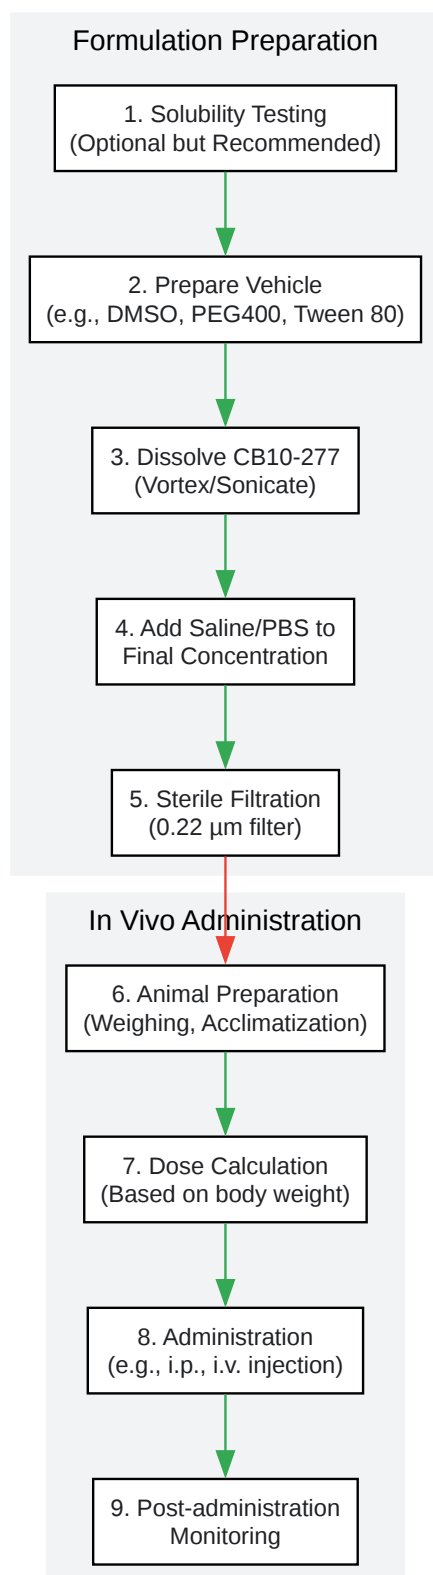 Formulation Preparation
1. Solubility Testing
(Optional but Recommended)
2. Prepare Vehicle
(e.g., DMSO, PEG400, Tween 80)
3. Dissolve CB10-277
(Vortex/Sonicate)
4. Add Saline/PBS to
Final Concentration
5. Sterile Filtration
(0.22 µm filter)
In Vivo Administration
6. Animal Preparation
(Weighing, Acclimatization)
7. Dose Calculation
(Based on body weight)
8. Administration
(e.g., i.p., i.v. injection)
9. Post-administration
Monitoring